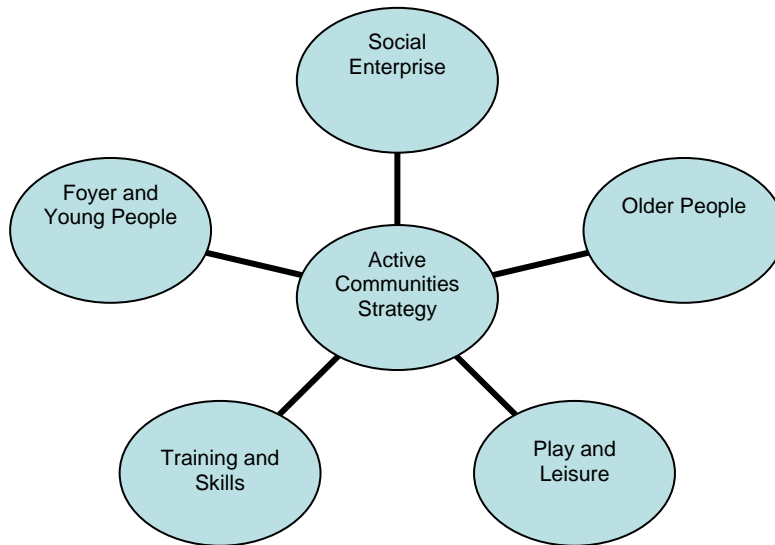 Social
Enterprise
Foyer and
Young People
Older People
Active
Communities
Strategy
Training and
Skills
Play and
Leisure